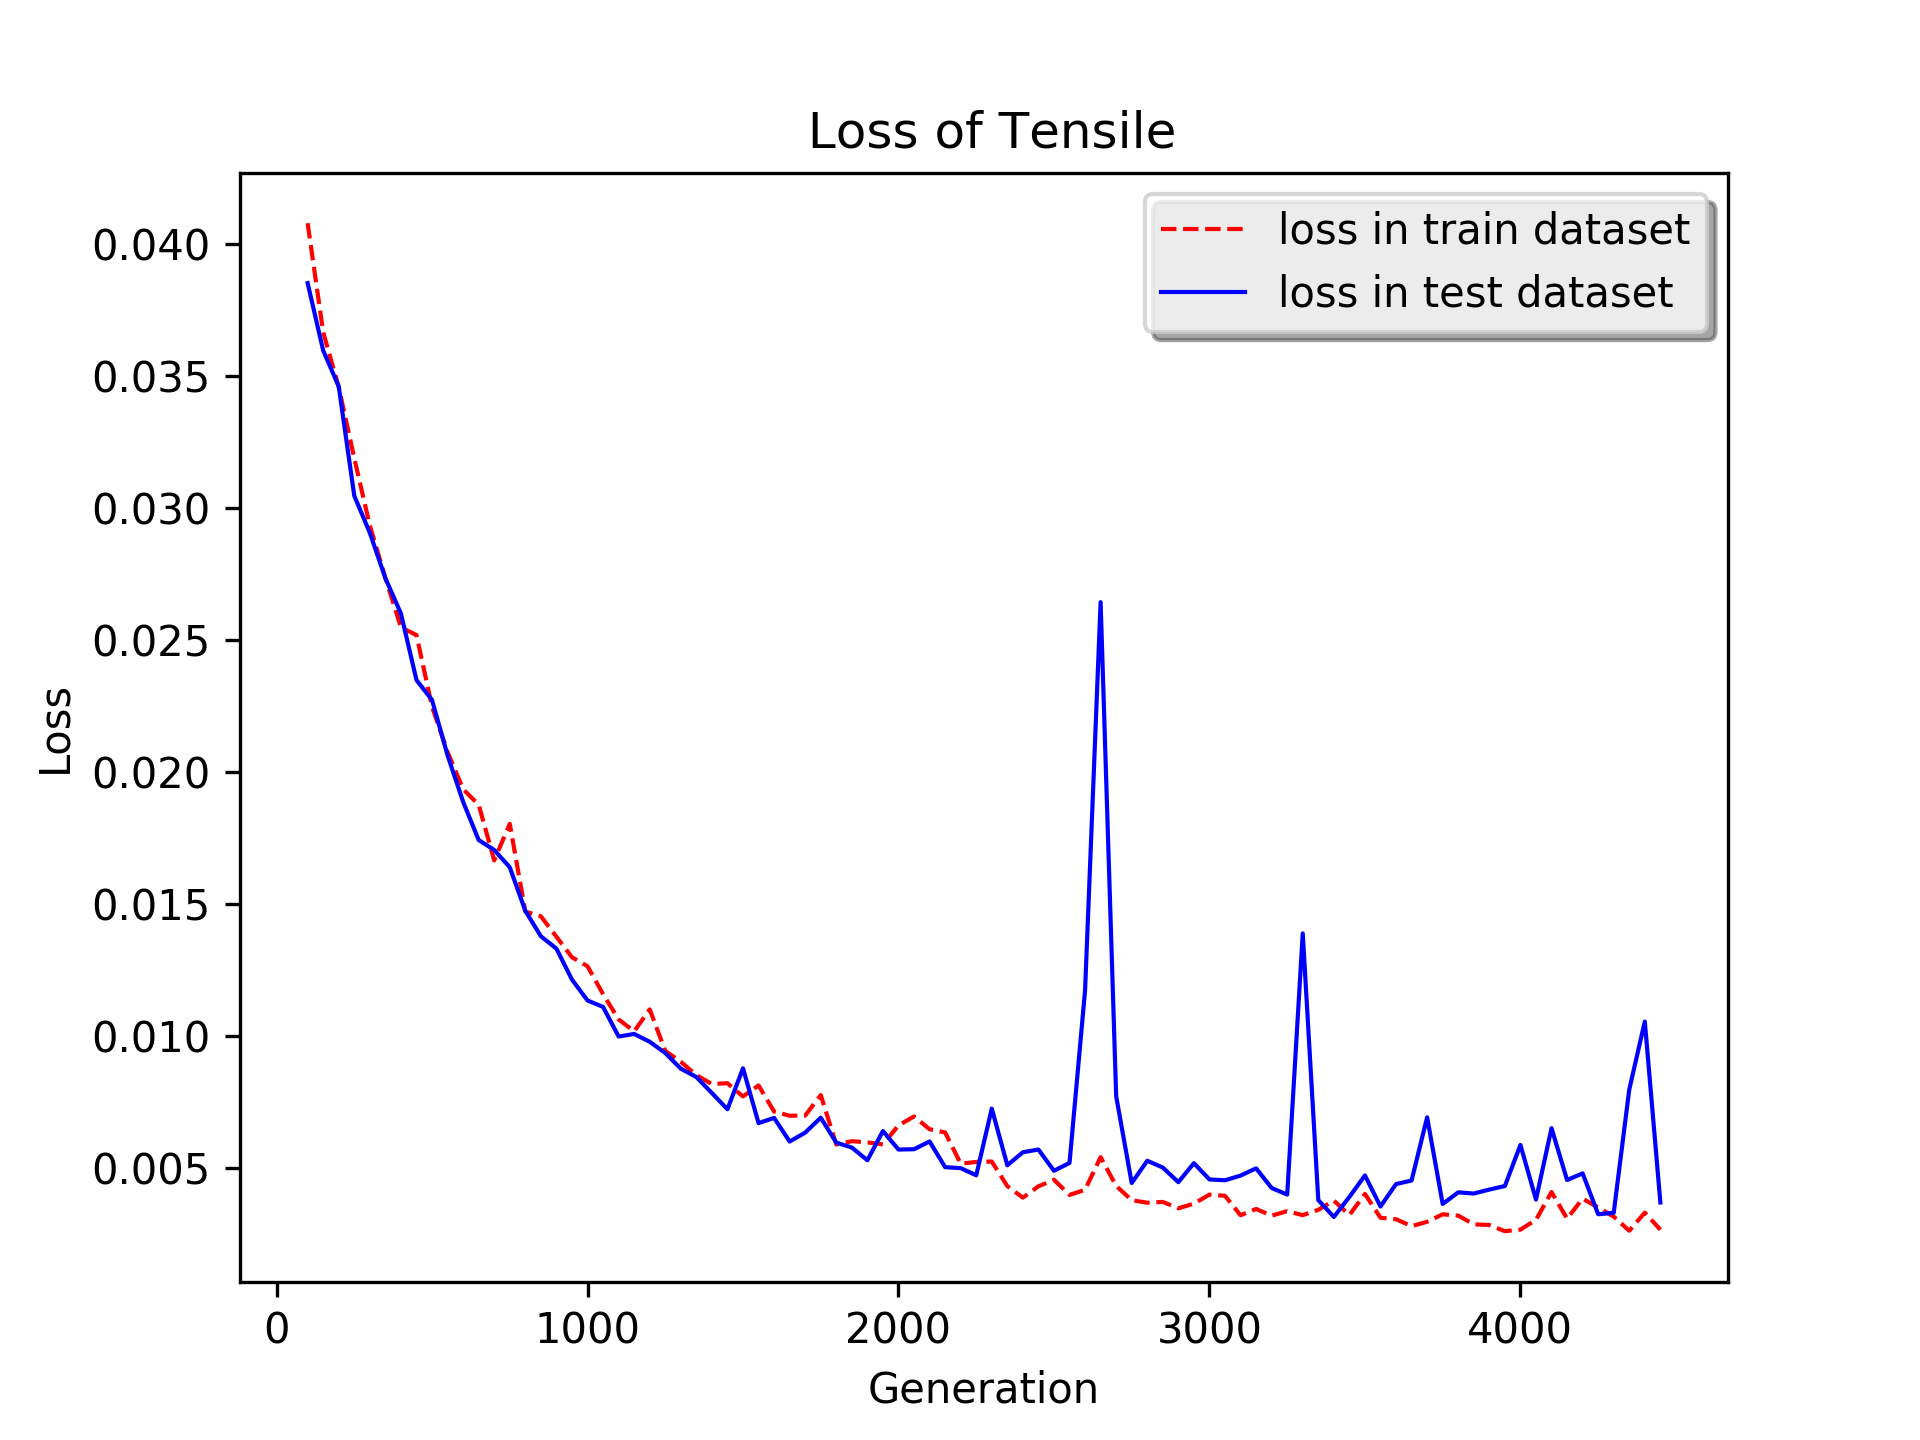 Loss of Tensile
loss in train dataset
loss in test dataset
0.040
0.035
0.030
0.025
0.020
0.015
0.010
0.005
Loss
0 1000 2000 3000 4000
Generation